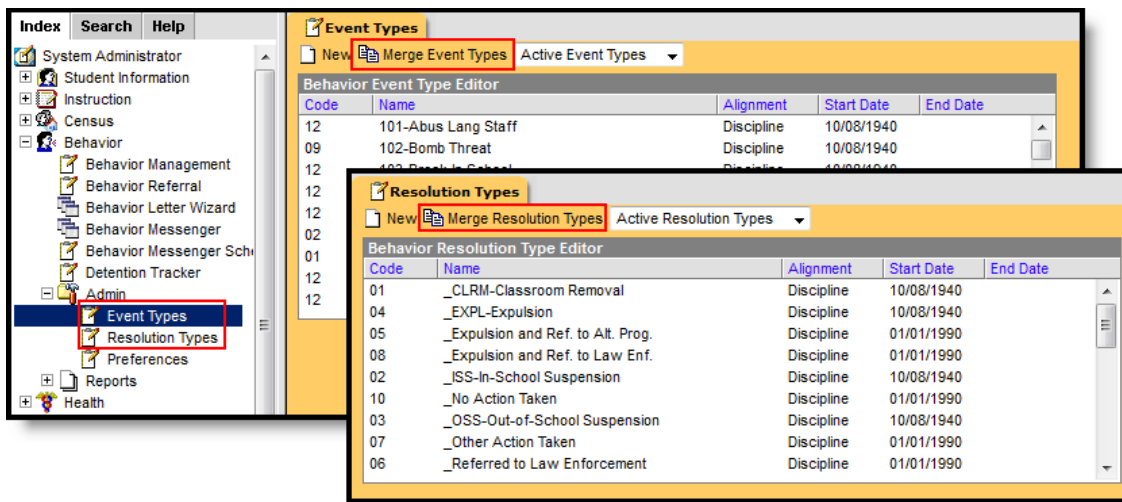 Index Search Help
System Administrator
Student Information
Instruction
Census
Behavior
Behavior Management
Behavior Referral
Behavior Letter Wizard
Behavior Messenger
Behavior Messenger Sch
Detention Tracker
Admin
Event Types
Resolution Types
Preferences
Reports
Health
Event Types
New Merge Event Types Active Event Types
Behavior Event Type Editor
Code Name Alignment Start Date End Date
12 101-Abus Lang Staff Discipline 10/08/1940
09 102-Bomb Threat Discipline 10/08/1940
12
12
12
02
01
12
12
Resolution Types
New Merge Resolution Types Active Resolution Types
Behavior Resolution Type Editor
Code Name Alignment Start Date End Date
01 _CLRM-Classroom Removal Discipline 10/08/1940
04 _EXPL-Expulsion Discipline 10/08/1940
05 _Expulsion and Ref. to Alt. Prog. Discipline 01/01/1990
08 _Expulsion and Ref. to Law Enf. Discipline 01/01/1990
02 _ISS-In-School Suspension Discipline 10/08/1940
10 _No Action Taken Discipline 01/01/1990
03 _OSS-Out-of-School Suspension Discipline 10/08/1940
07 _Other Action Taken Discipline 01/01/1990
06 _Referred to Law Enforcement Discipline 01/01/1990